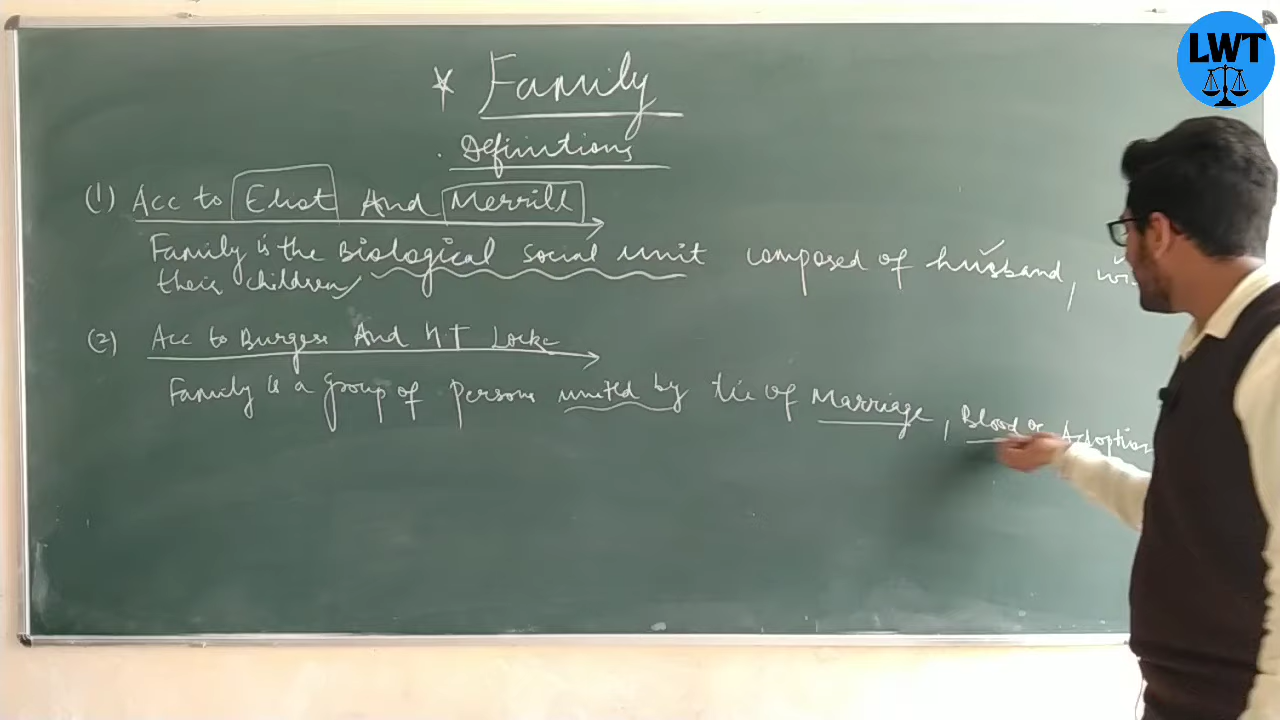 LWT
* Family
. Definitions
(1) Acc to Eliot And Merrill
Family is the Biological social unit composed of husband,
their children
(2) Acc to Burgess And H.T Locke
Family is a group of persons united by tie of Marriage, Blood or Adoption